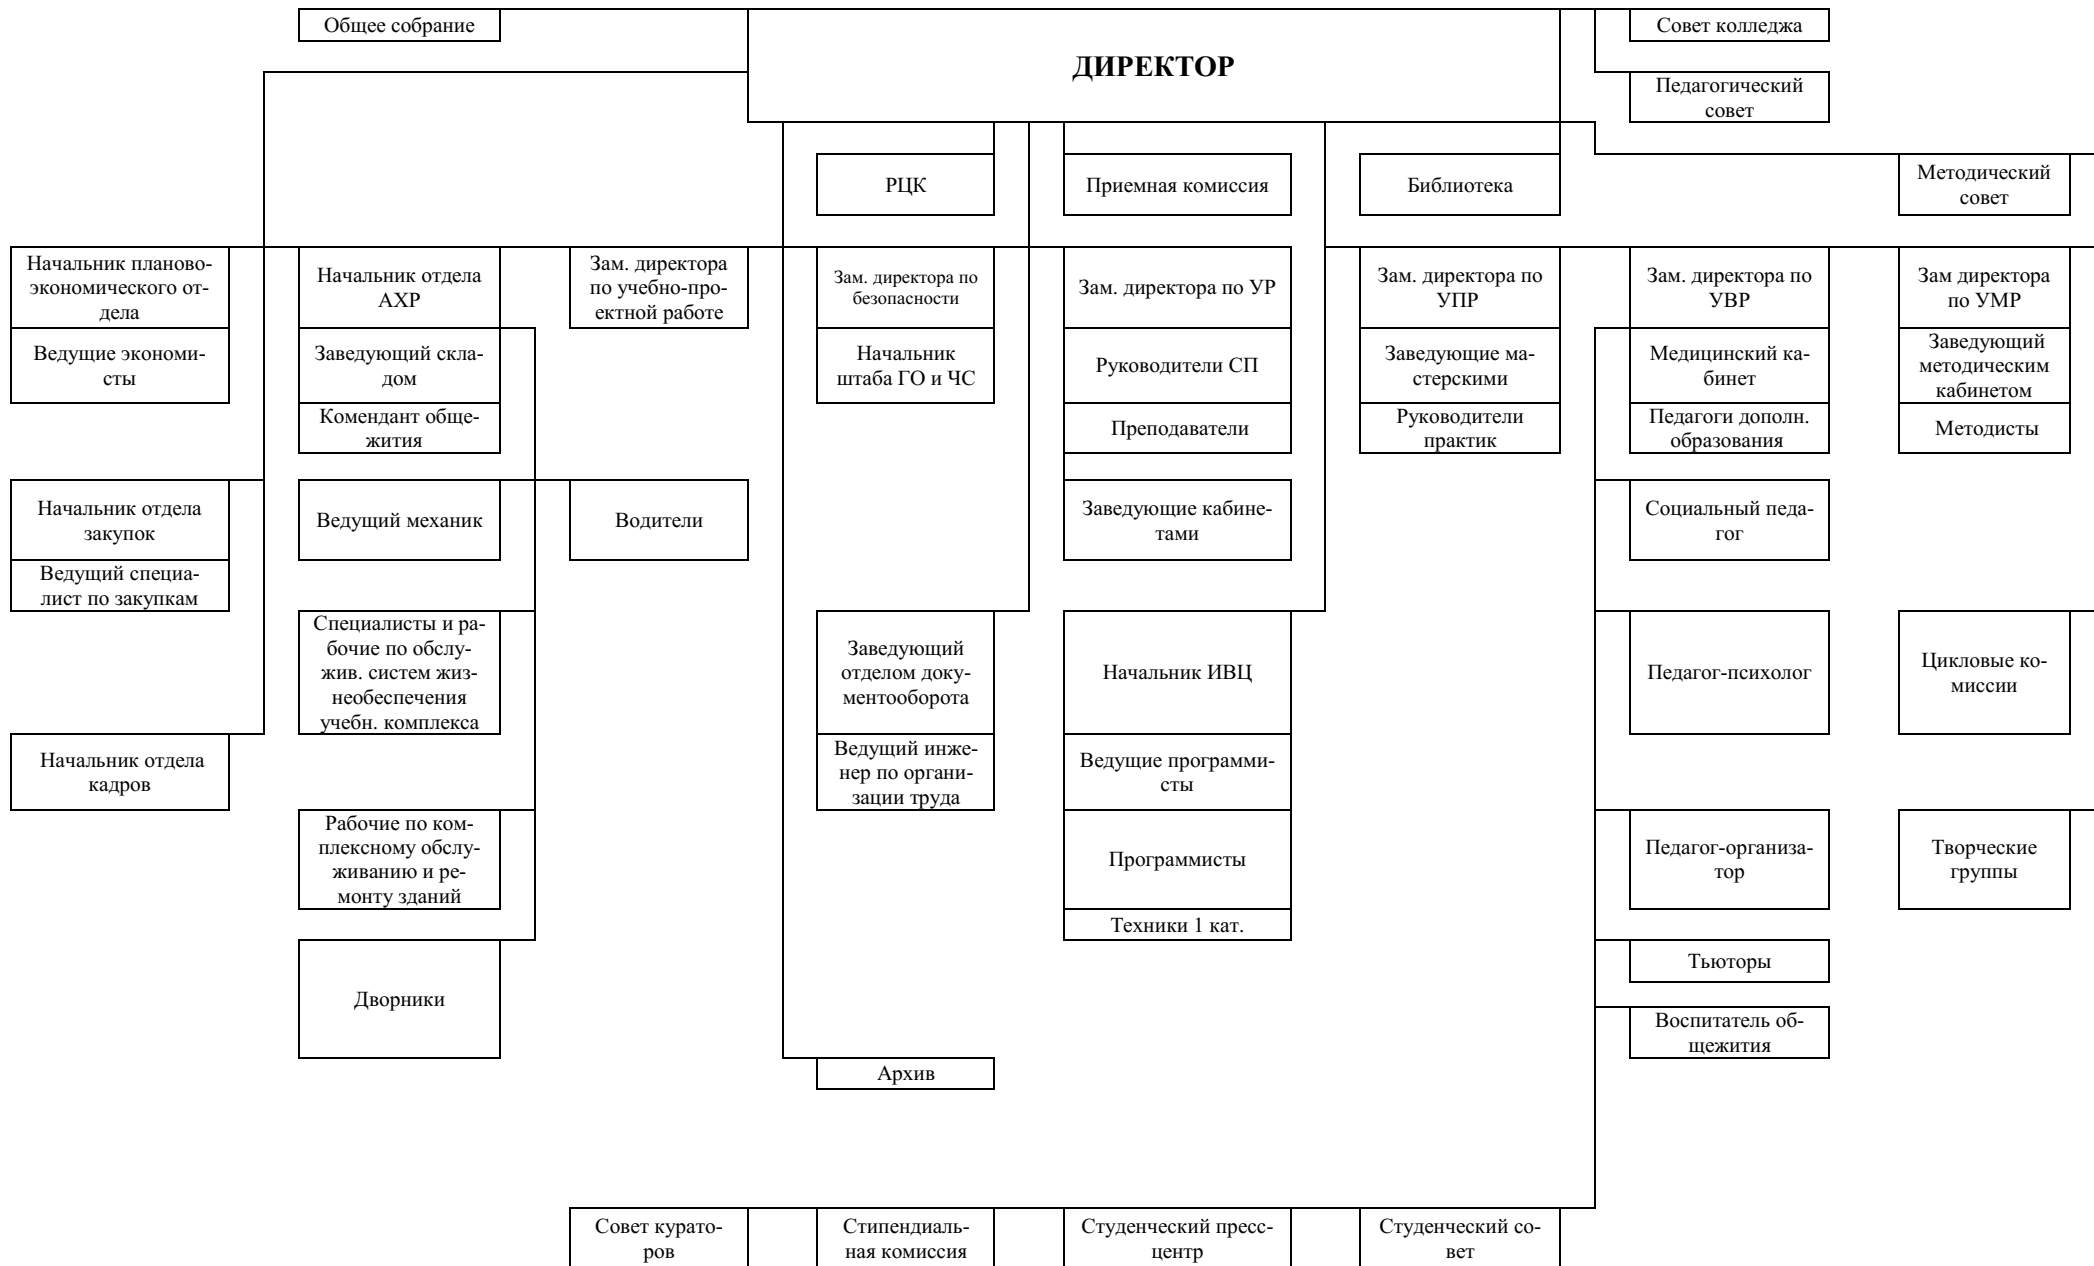 Общее собрание
ДИРЕКТОР
Совет колледжа
Педагогический
совет
РЦК
Приемная комиссия
Библиотека
Методический
совет
Начальник планово-
экономического от-
дела
Начальник отдела
АХР
Зам. директора
по учебно-про-
ектной работе
Зам. директора по
безопасности
Зам. директора по УР
Зам. директора по
УПР
Зам. директора по
УВР
Зам директора
по УМР
Ведущие экономи-
сты
Заведующий скла-
дом
Начальник
штаба ГО и ЧС
Руководители СП
Заведующие ма-
стерскими
Медицинский ка-
бинет
Заведующий
методическим
кабинетом
Комендант обще-
жития
Преподаватели
Руководители
практик
Педагоги дополн.
образования
Методисты
Начальник отдела
закупок
Ведущий механик
Водители
Заведующие кабине-
тами
Социальный педа-
гог
Ведущий специа-
лист по закупкам
Специалисты и ра-
бочие по обслу-
жив. систем жиз-
необеспечения
учебн. комплекса
Заведующий
отделом доку-
ментооборота
Начальник ИВЦ
Педагог-психолог
Цикловые ко-
миссии
Начальник отдела
кадров
Ведущий инже-
нер по органи-
зации труда
Ведущие программи-
сты
Рабочие по ком-
плексному обслу-
живанию и ре-
монту зданий
Программисты
Педагог-организа-
тор
Творческие
группы
Техники 1 кат.
Дворники
Тьюторы
Воспитатель об-
щежития
Архив
Совет курато-
ров
Стипендиаль-
ная комиссия
Студенческий пресс-
центр
Студенческий со-
вет